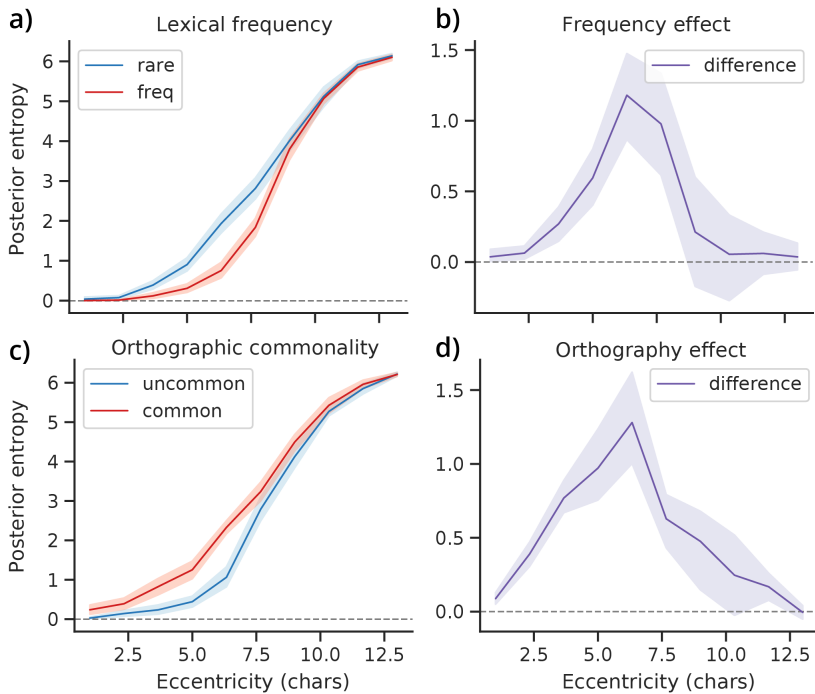 a)
Lexical frequency
Posterior entropy
6
5
4
3
2
1
0
rare
freq
b)
Frequency effect
1.5
1.0
0.5
0.0
difference
c)
Orthographic commonality
Posterior entropy
6
5
4
3
2
1
0
uncommon
common
2.5 5.0 7.5 10.0 12.5
Eccentricity (chars)
d)
Orthography effect
1.5
1.0
0.5
0.0
difference
2.5 5.0 7.5 10.0 12.5
Eccentricity (chars)